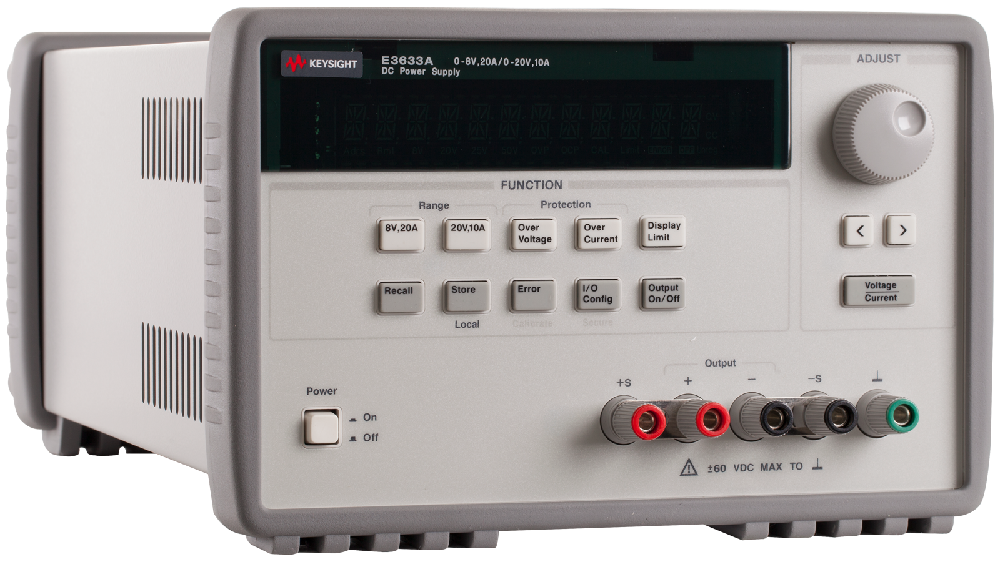 KEYSIGHT
E3633A 0-8V,20A/0-20V,10A
DC Power Supply
ADJUST
Adrs Rmt 8V 20V 25V 50V OVP OCP CAL Limit ERROR OFF Unreg
CV
CC
FUNCTION
Range Protection
8V,20A 20V,10A Over Voltage Over Current Display Limit
< >
Recall Store Error I/O Config Output On/Off
Voltage
Current
Local Calibrate Secure
Output
+S + - -S ⊥
Power
On
Off
⚠ ±60 VDC MAX TO ⊥